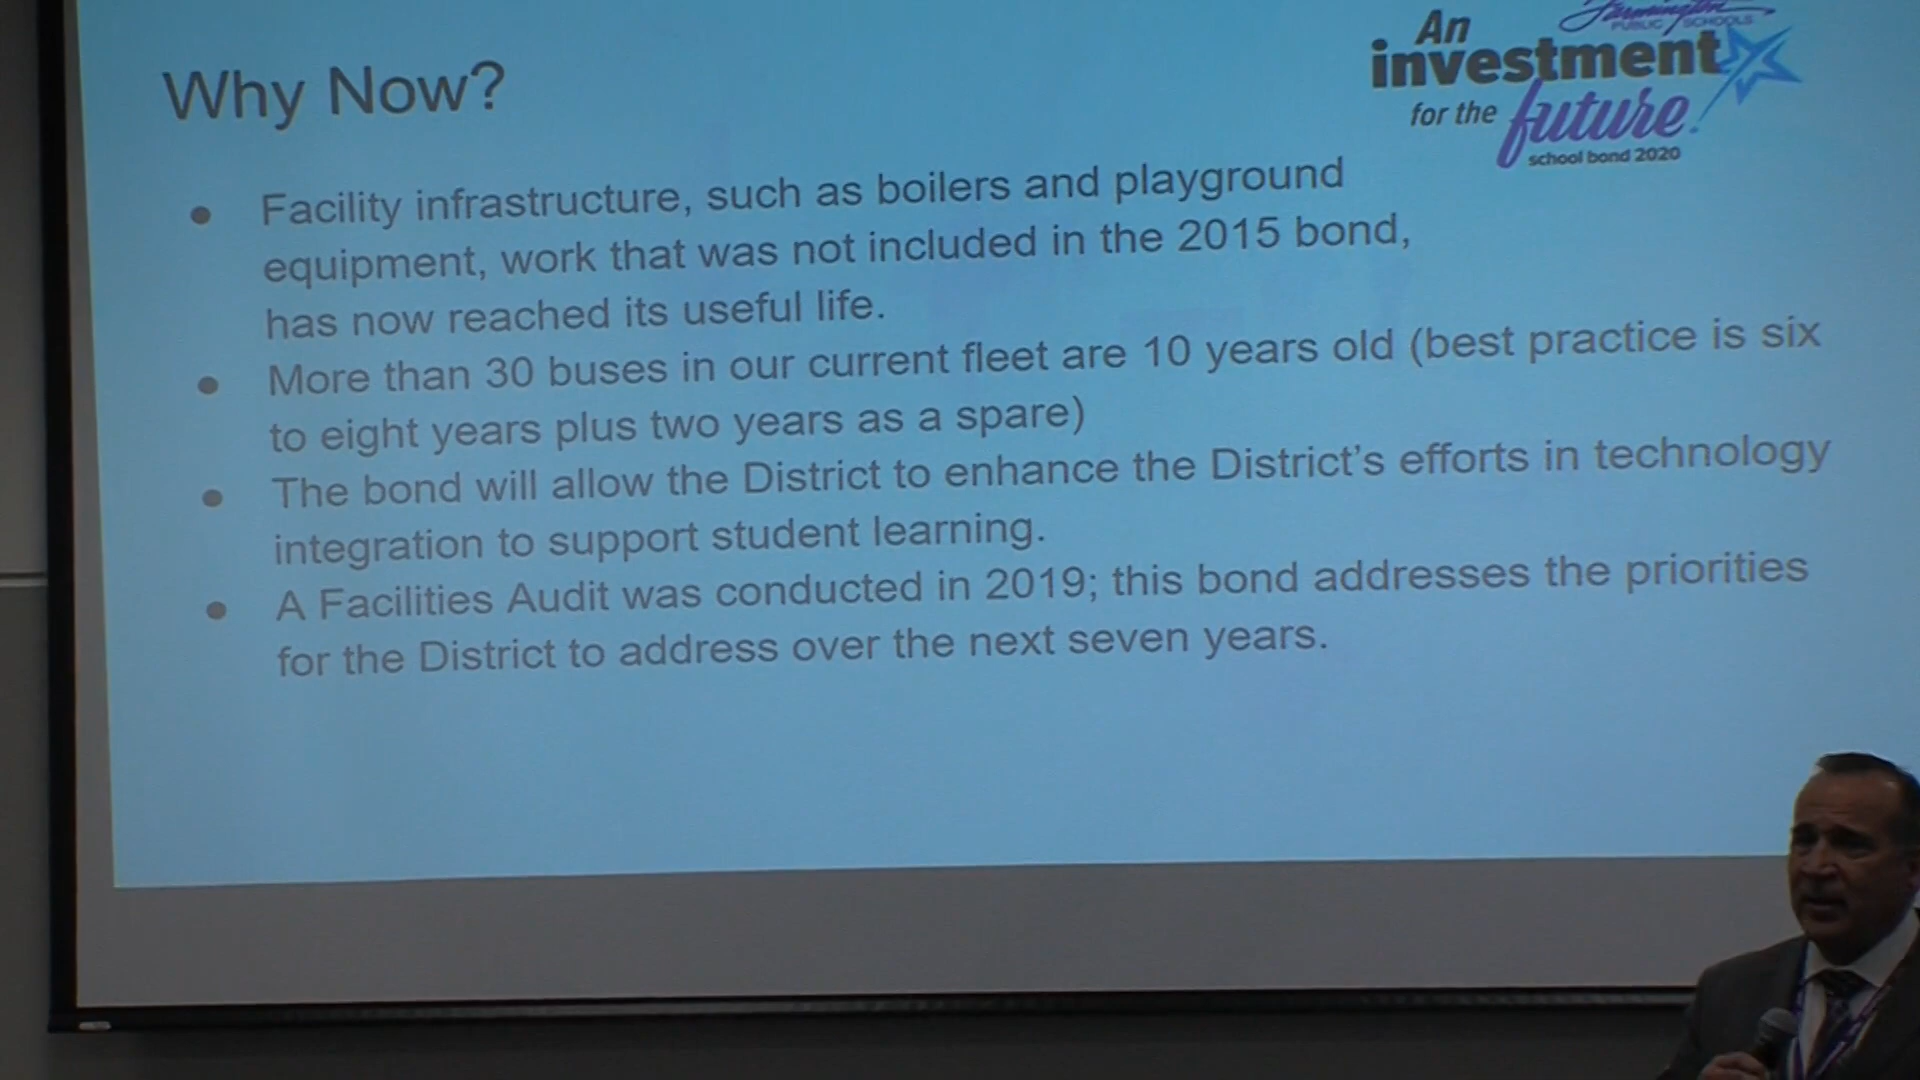 Farmington
PUBLIC SCHOOLS
An
investment
for the future!
school bond 2020
Why Now?
● Facility infrastructure, such as boilers and playground
equipment, work that was not included in the 2015 bond,
has now reached its useful life.
● More than 30 buses in our current fleet are 10 years old (best practice is six
to eight years plus two years as a spare)
● The bond will allow the District to enhance the District's efforts in technology
integration to support student learning.
● A Facilities Audit was conducted in 2019; this bond addresses the priorities
for the District to address over the next seven years.